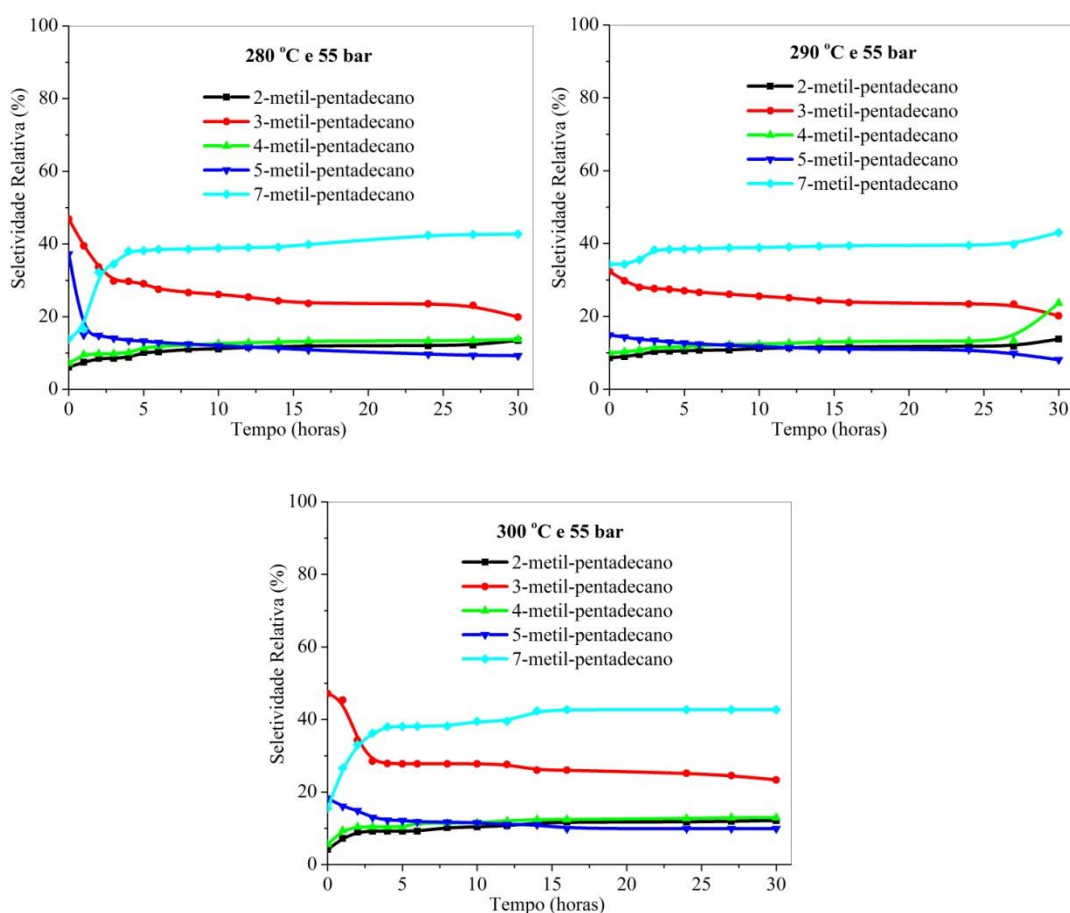 280 °C e 55 bar
2-metil-pentadecano
3-metil-pentadecano
4-metil-pentadecano
5-metil-pentadecano
7-metil-pentadecano
Seletividade Relativa (%)
100
80
60
40
20
0
0 5 10 15 20 25 30
Tempo (horas)
290 °C e 55 bar
2-metil-pentadecano
3-metil-pentadecano
4-metil-pentadecano
5-metil-pentadecano
7-metil-pentadecano
Seletividade Relativa (%)
100
80
60
40
20
0
0 5 10 15 20 25 30
Tempo (horas)
300 °C e 55 bar
2-metil-pentadecano
3-metil-pentadecano
4-metil-pentadecano
5-metil-pentadecano
7-metil-pentadecano
Seletividade Relativa (%)
100
80
60
40
20
0
0 5 10 15 20 25 30
Tempo (horas)